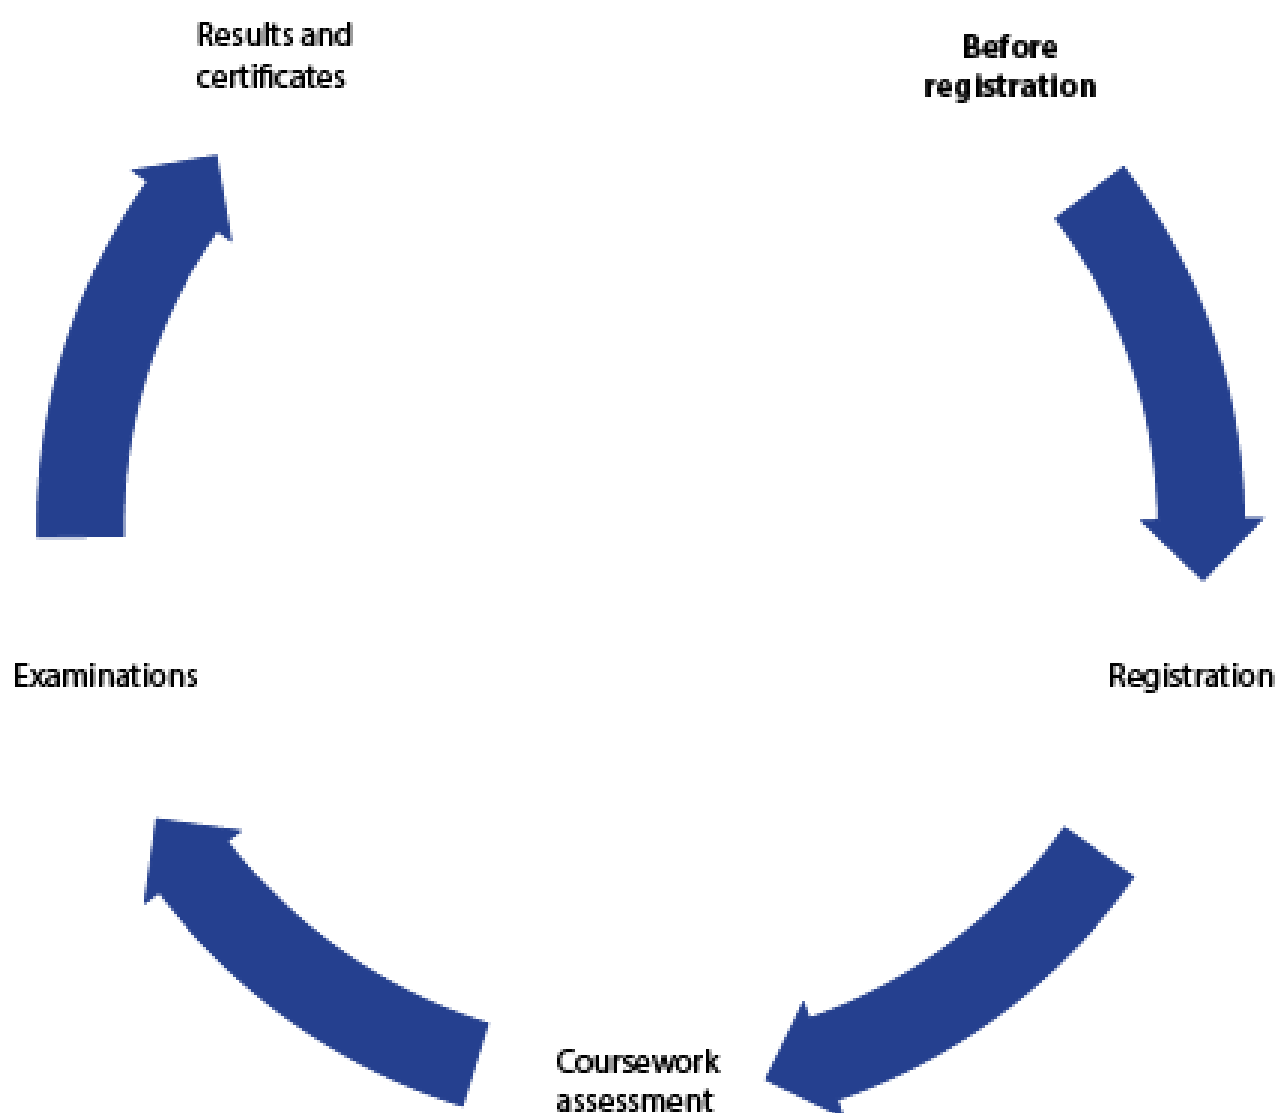 Results and
certificates
Before
registration
Examinations
Registration
Coursework
assessment